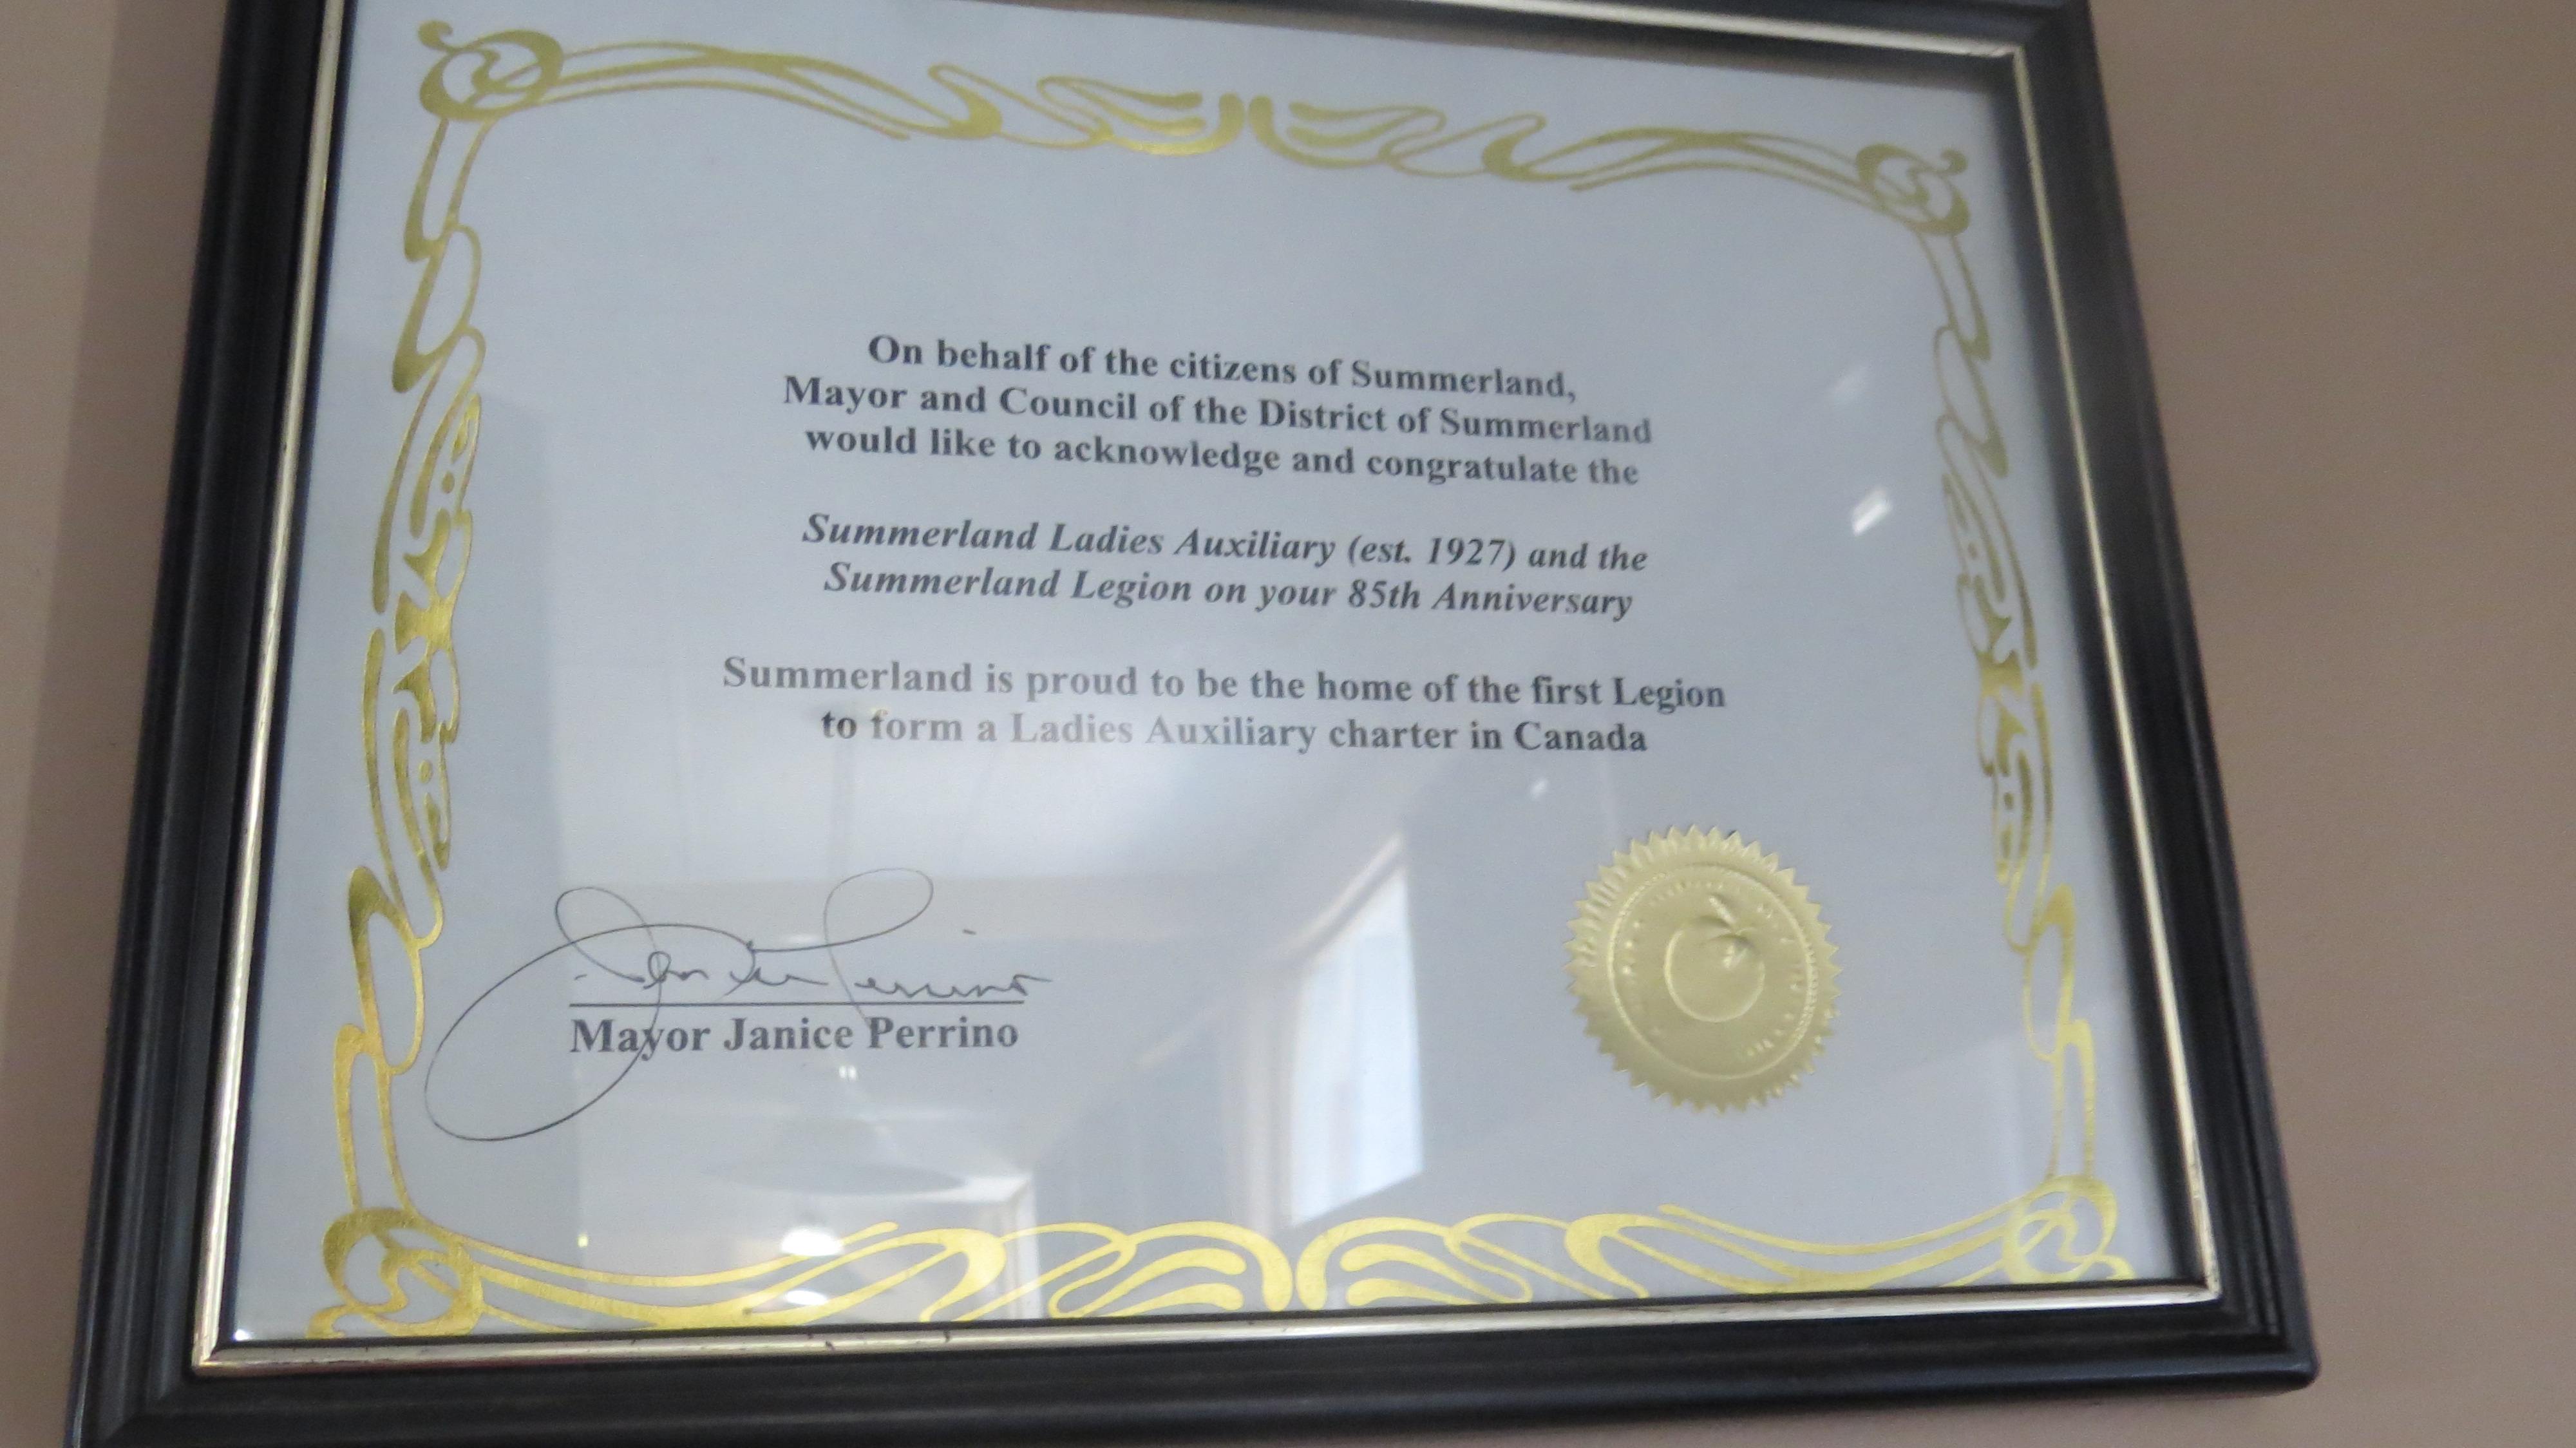 On behalf of the citizens of Summerland,
Mayor and Council of the District of Summerland
would like to acknowledge and congratulate the
Summerland Ladies Auxiliary (est. 1927) and the
Summerland Legion on your 85th Anniversary
Summerland is proud to be the home of the first Legion
to form a Ladies Auxiliary charter in Canada
Janice Perrino
Mayor Janice Perrino